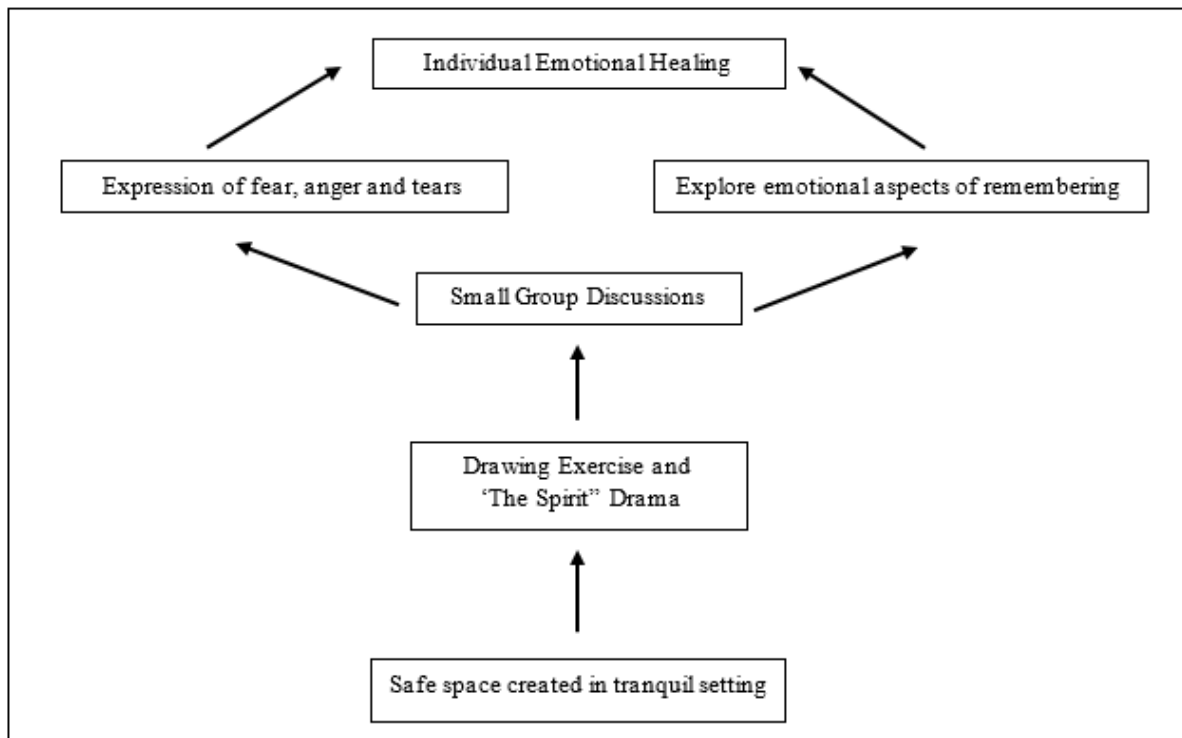 Individual Emotional Healing
Expression of fear, anger and tears
Explore emotional aspects of remembering
Small Group Discussions
Drawing Exercise and
‘The Spirit” Drama
Safe space created in tranquil setting